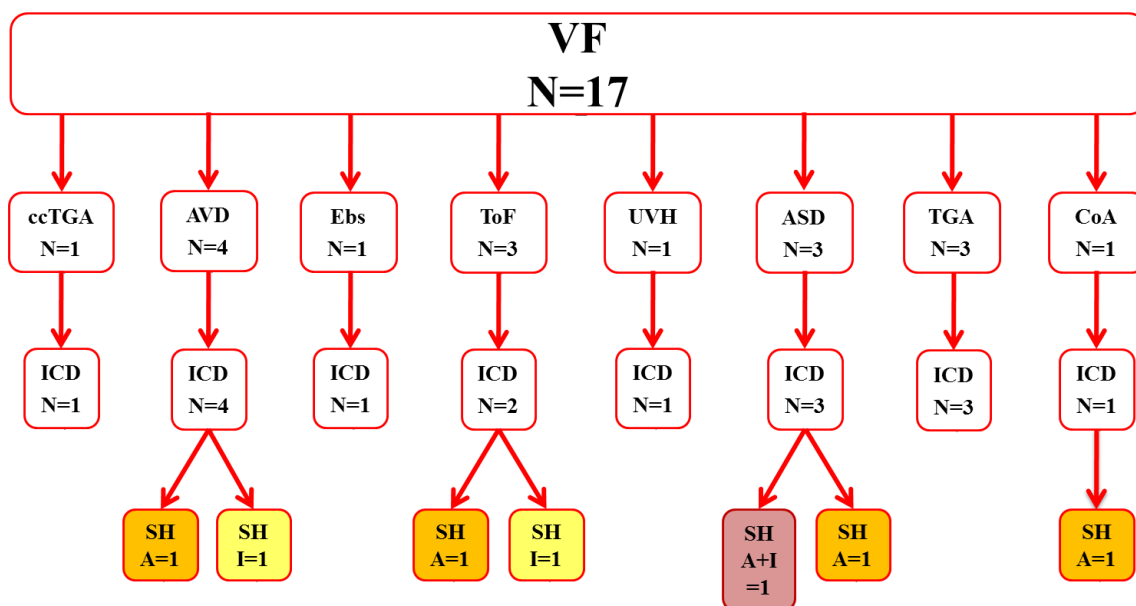 VF
N=17
ccTGA
N=1
AVD
N=4
Ebs
N=1
ToF
N=3
UVH
N=1
ASD
N=3
TGA
N=3
CoA
N=1
ICD
N=1
ICD
N=4
ICD
N=1
ICD
N=2
ICD
N=1
ICD
N=3
ICD
N=3
ICD
N=1
SH
A=1
SH
I=1
SH
A=1
SH
I=1
SH
A+I
=1
SH
A=1
SH
A=1